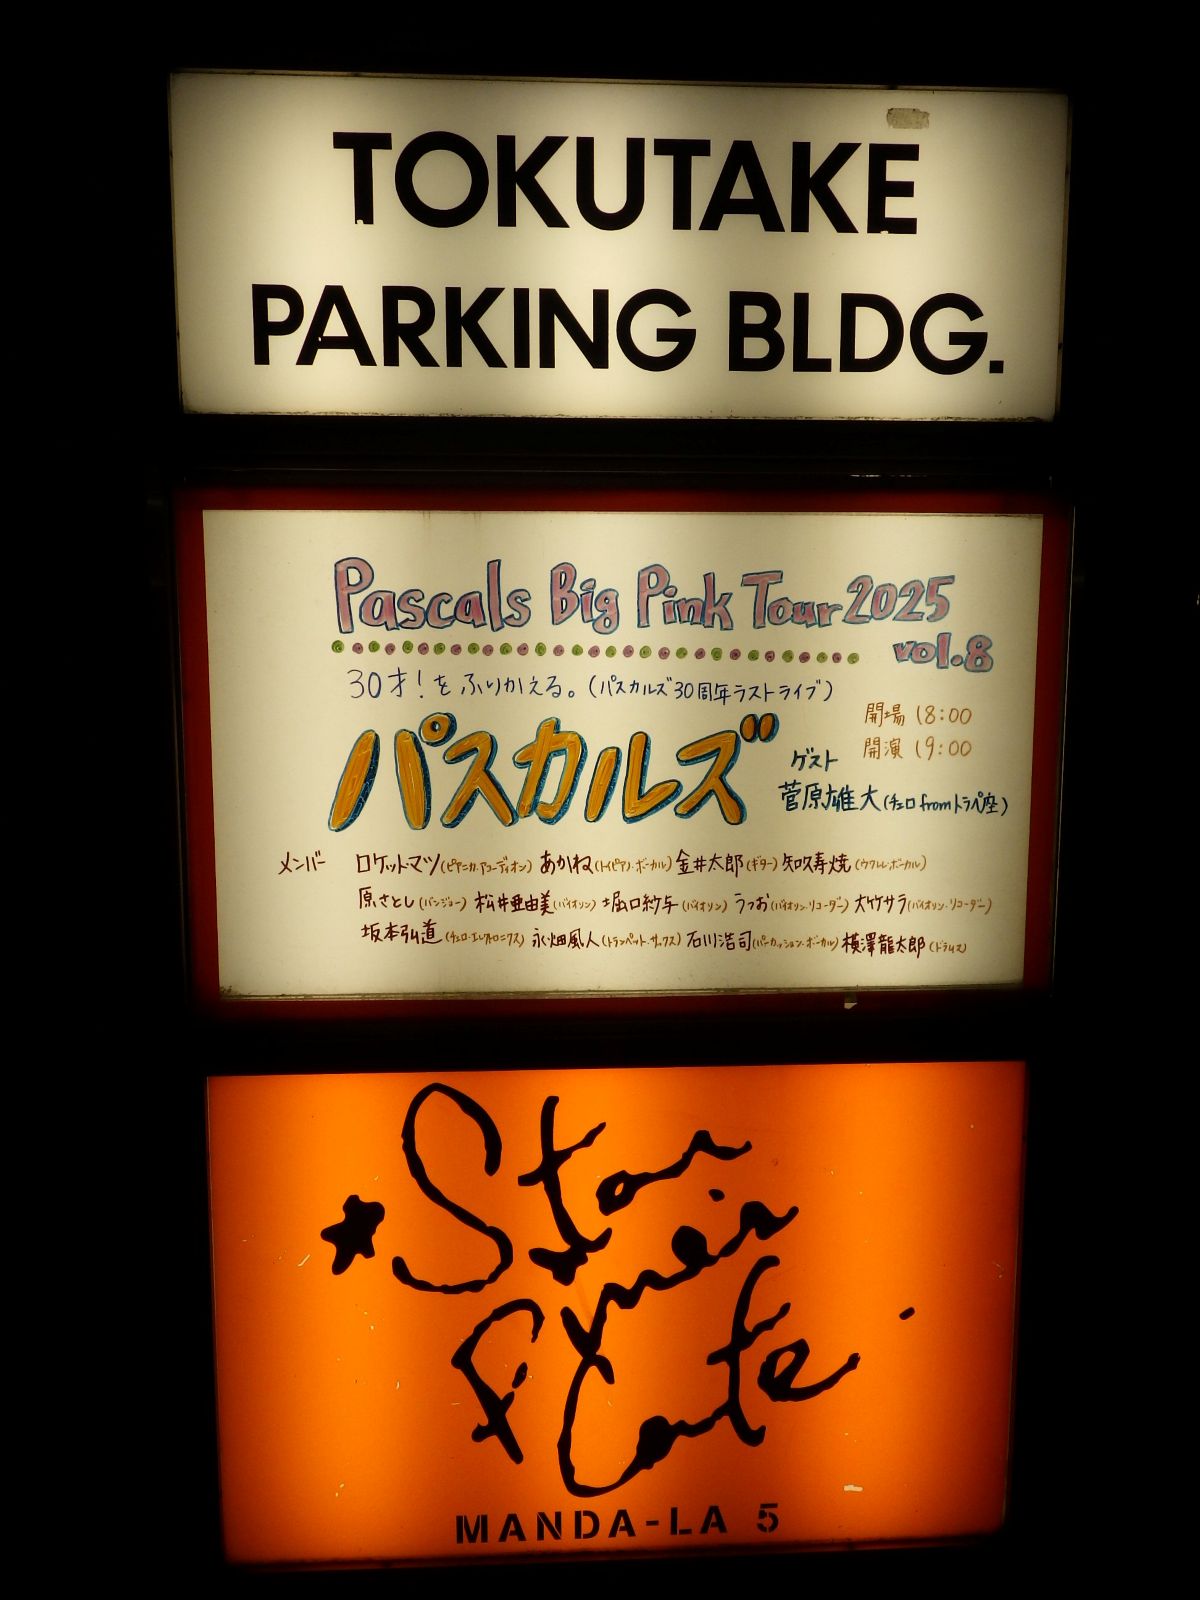 TOKUTAKE
PARKING BLDG.
Pascals Big Pink Tour 2025
vol.8
30才!をふりかえる。(パスカルズ30周年ラストライブ)
開場 18:00
開演 19:00
パスカルズ
ゲスト
菅原雄大(チェロfromトラペ座)
メンバー ロケットマツ(ピアニカ・アコーディオン) あかね(トイピアノ・ボーカル) 金井太郎(ギター) 知久寿焼(ウクレレ・ボーカル)
原さとし(バンジョー) 松井亜由美(バイオリン) 堀口紗与(バイオリン) うつお(バイオリン・リコーダー) 大竹サラ(バイオリン・リコーダー)
坂本弘道(チェロ・エレクトロニクス) 永畑風人(トランペット・サックス) 石川浩司(パーカッション・ボーカル) 横澤龍太郎(ドラムス)
Star
Pine's
Cafe
MANDA-LA 5